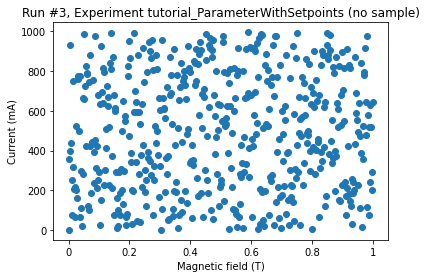 Run #3, Experiment tutorial_ParameterWithSetpoints (no sample)
1000
800
600
400
200
0
Current (mA)
0 0.2 0.4 0.6 0.8 1
Magnetic field (T)